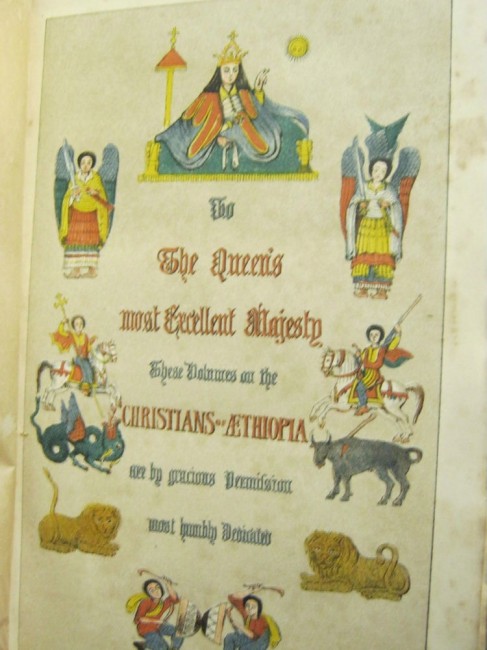 To
The Queen's
most Excellent Majesty
These Volumes on the
CHRISTIANS OF ÆTHIOPIA
are by gracious Permission
most humbly Dedicated